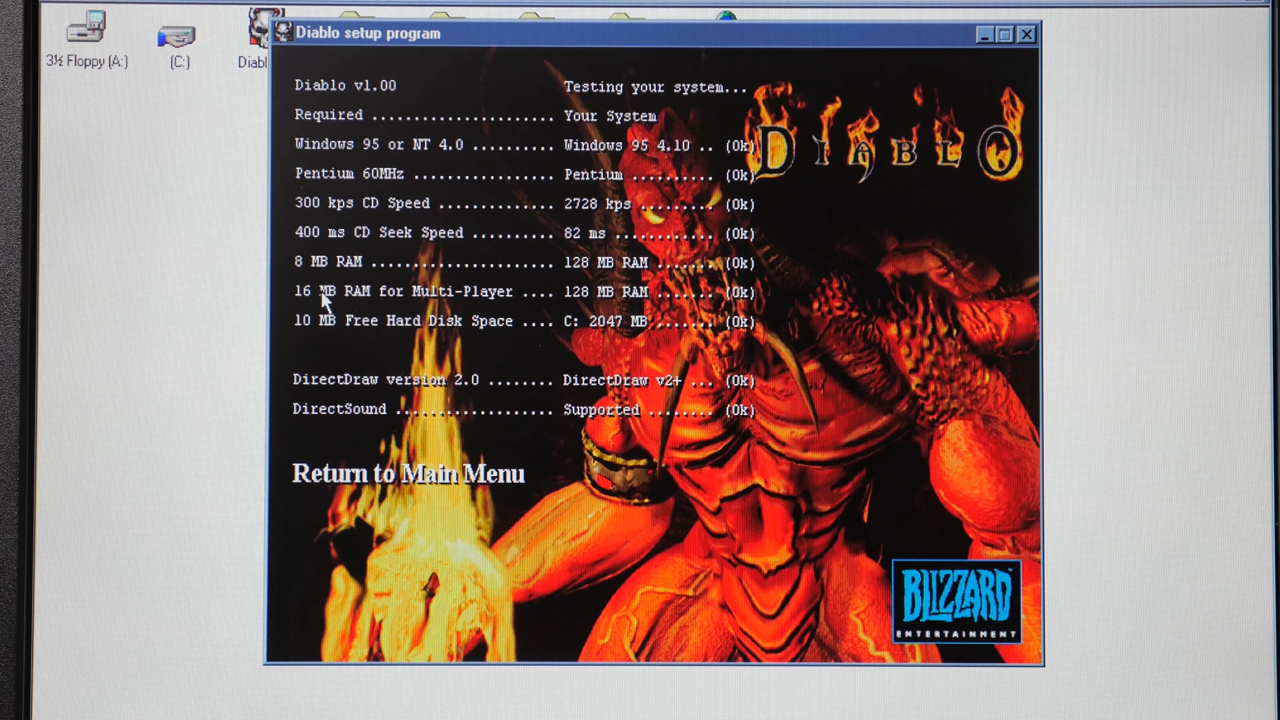 3½ Floppy (A:)
(C:)
Diabl
Diablo setup program
DIABLO
Diablo v1.00 Testing your system...
Required ...................... Your System
Windows 95 or NT 4.0 .......... Windows 95 4.10 .. (Ok)
Pentium 60MHz ................. Pentium .......... (Ok)
300 kps CD Speed .............. 2728 kps ......... (Ok)
400 ms CD Seek Speed .......... 82 ms ............ (Ok)
8 MB RAM ...................... 128 MB RAM ....... (Ok)
16 MB RAM for Multi-Player .... 128 MB RAM ....... (Ok)
10 MB Free Hard Disk Space .... C: 2047 MB ....... (Ok)
DirectDraw version 2.0 ........ DirectDraw v2+ ... (Ok)
DirectSound ................... Supported ........ (Ok)
Return to Main Menu
BLIZZARD
ENTERTAINMENT